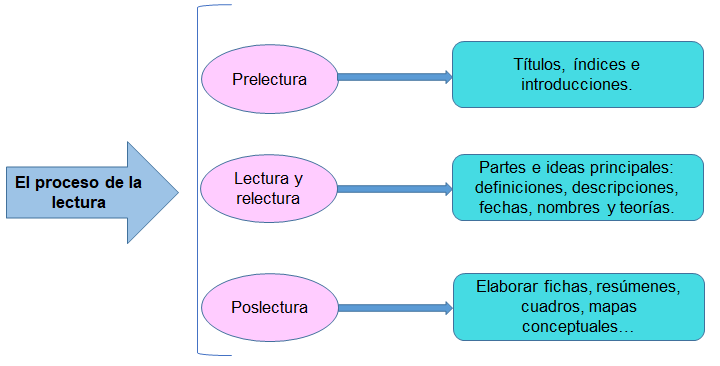 El proceso de la
lectura
Prelectura
Títulos, índices e
introducciones.
Lectura y
relectura
Partes e ideas principales:
definiciones, descripciones,
fechas, nombres y teorías.
Poslectura
Elaborar fichas, resúmenes,
cuadros, mapas
conceptuales…